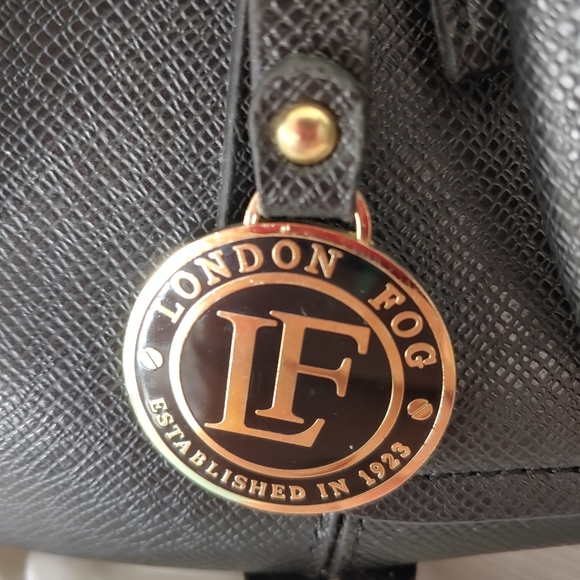 LONDON FOG
LF
ESTABLISHED IN 1923